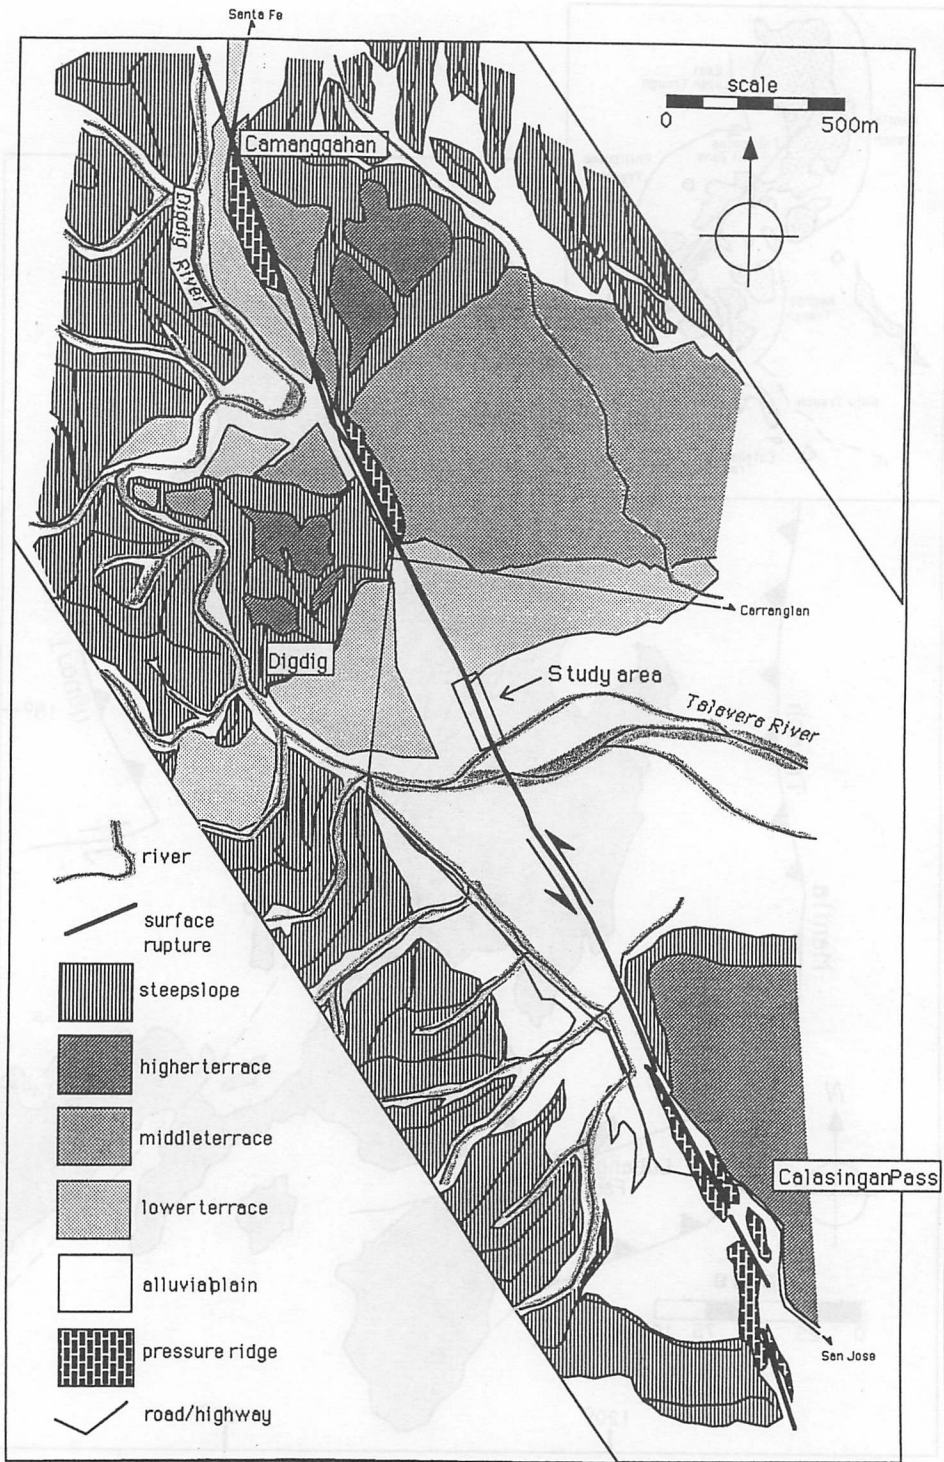 Santa Fe
scale
0 500m
Camanggahan
Digdig
River
Carranglan
Study area
Digdig
Talavera River
river
surface
rupture
steepslope
higherterrace
middleterrace
lowerterrace
alluvialplain
pressure ridge
road/highway
CalasinganPass
San Jose